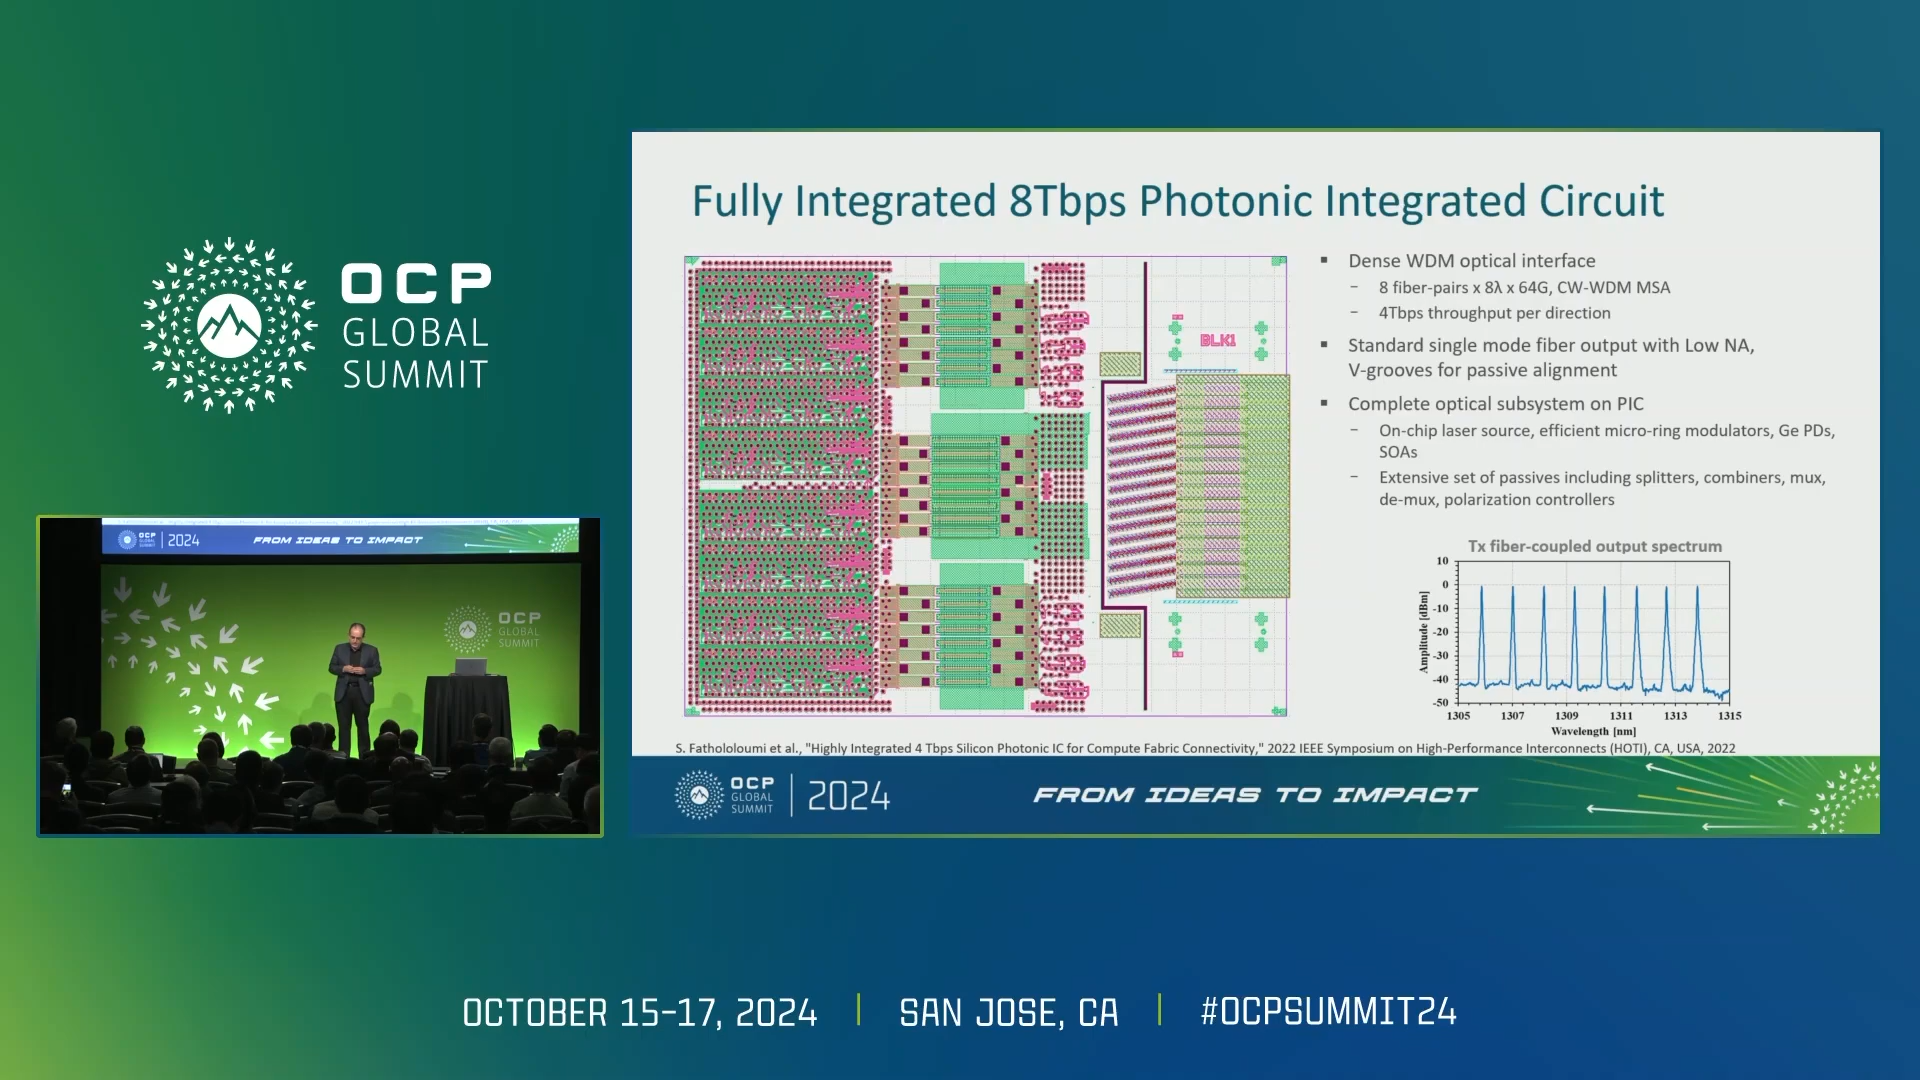 OCP
GLOBAL
SUMMIT
OCP
GLOBAL
SUMMIT
2024
FROM IDEAS TO IMPACT
OCP
GLOBAL
SUMMIT
Fully Integrated 8Tbps Photonic Integrated Circuit
BLK1
▪ Dense WDM optical interface
− 8 fiber-pairs x 8λ x 64G, CW-WDM MSA
− 4Tbps throughput per direction
▪ Standard single mode fiber output with Low NA,
V-grooves for passive alignment
▪ Complete optical subsystem on PIC
− On-chip laser source, efficient micro-ring modulators, Ge PDs,
SOAs
− Extensive set of passives including splitters, combiners, mux,
de-mux, polarization controllers
Tx fiber-coupled output spectrum
Amplitude [dBm]
10
0
-10
-20
-30
-40
-50
1305 1307 1309 1311 1313 1315
Wavelength [nm]
S. Fathololoumi et al., "Highly Integrated 4 Tbps Silicon Photonic IC for Compute Fabric Connectivity," 2022 IEEE Symposium on High-Performance Interconnects (HOTI), CA, USA, 2022
OCP
GLOBAL
SUMMIT
2024
FROM IDEAS TO IMPACT
OCTOBER 15-17, 2024 | SAN JOSE, CA | #OCPSUMMIT24